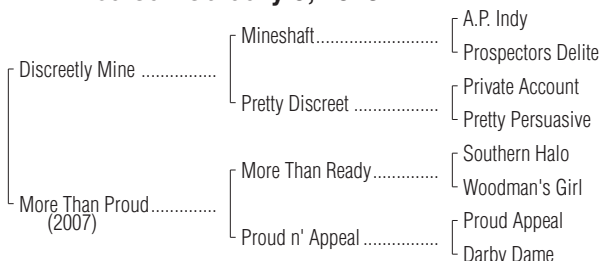 A.P. Indy
Mineshaft
Prospectors Delite
Discreetly Mine
Private Account
Pretty Discreet
Pretty Persuasive
Southern Halo
More Than Ready
Woodman's Girl
More Than Proud
(2007)
Proud Appeal
Proud n' Appeal
Darby Dame